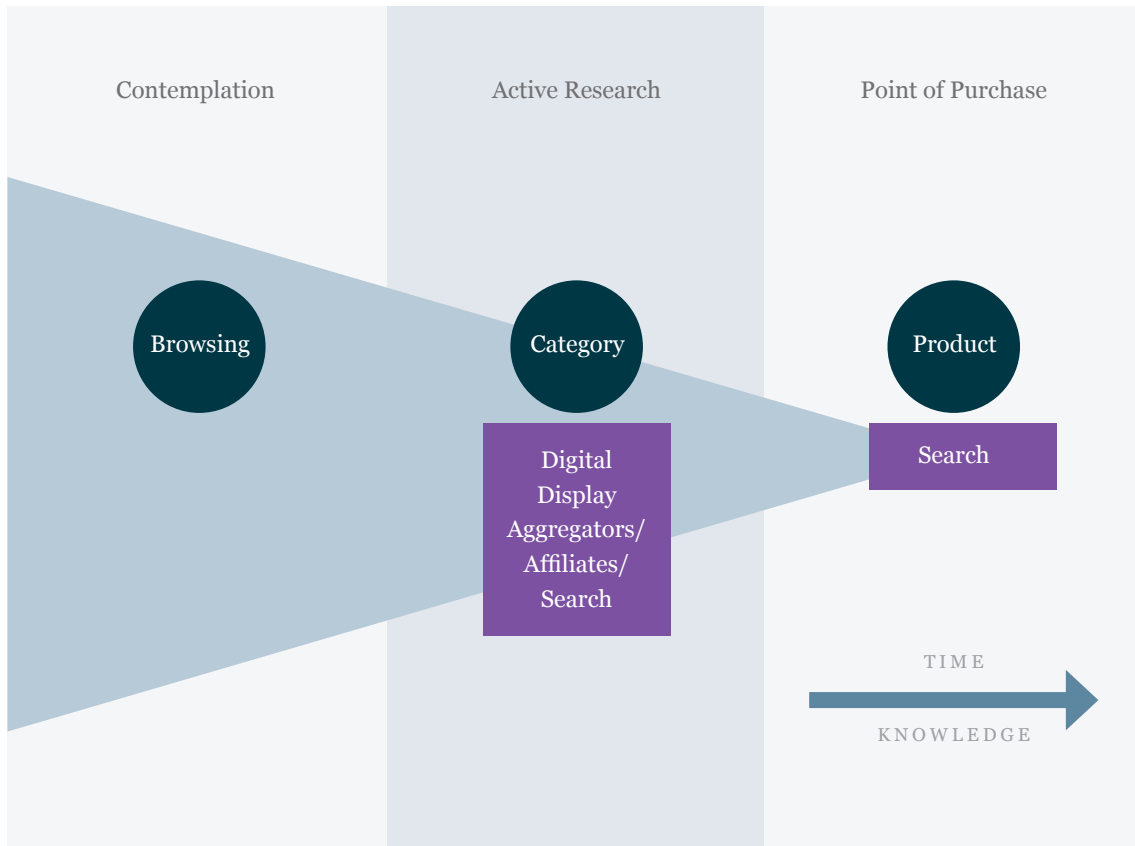 Contemplation
Active Research
Point of Purchase
Browsing
Category
Product
Digital
Display
Aggregators/
Affiliates/
Search
Search
TIME
KNOWLEDGE